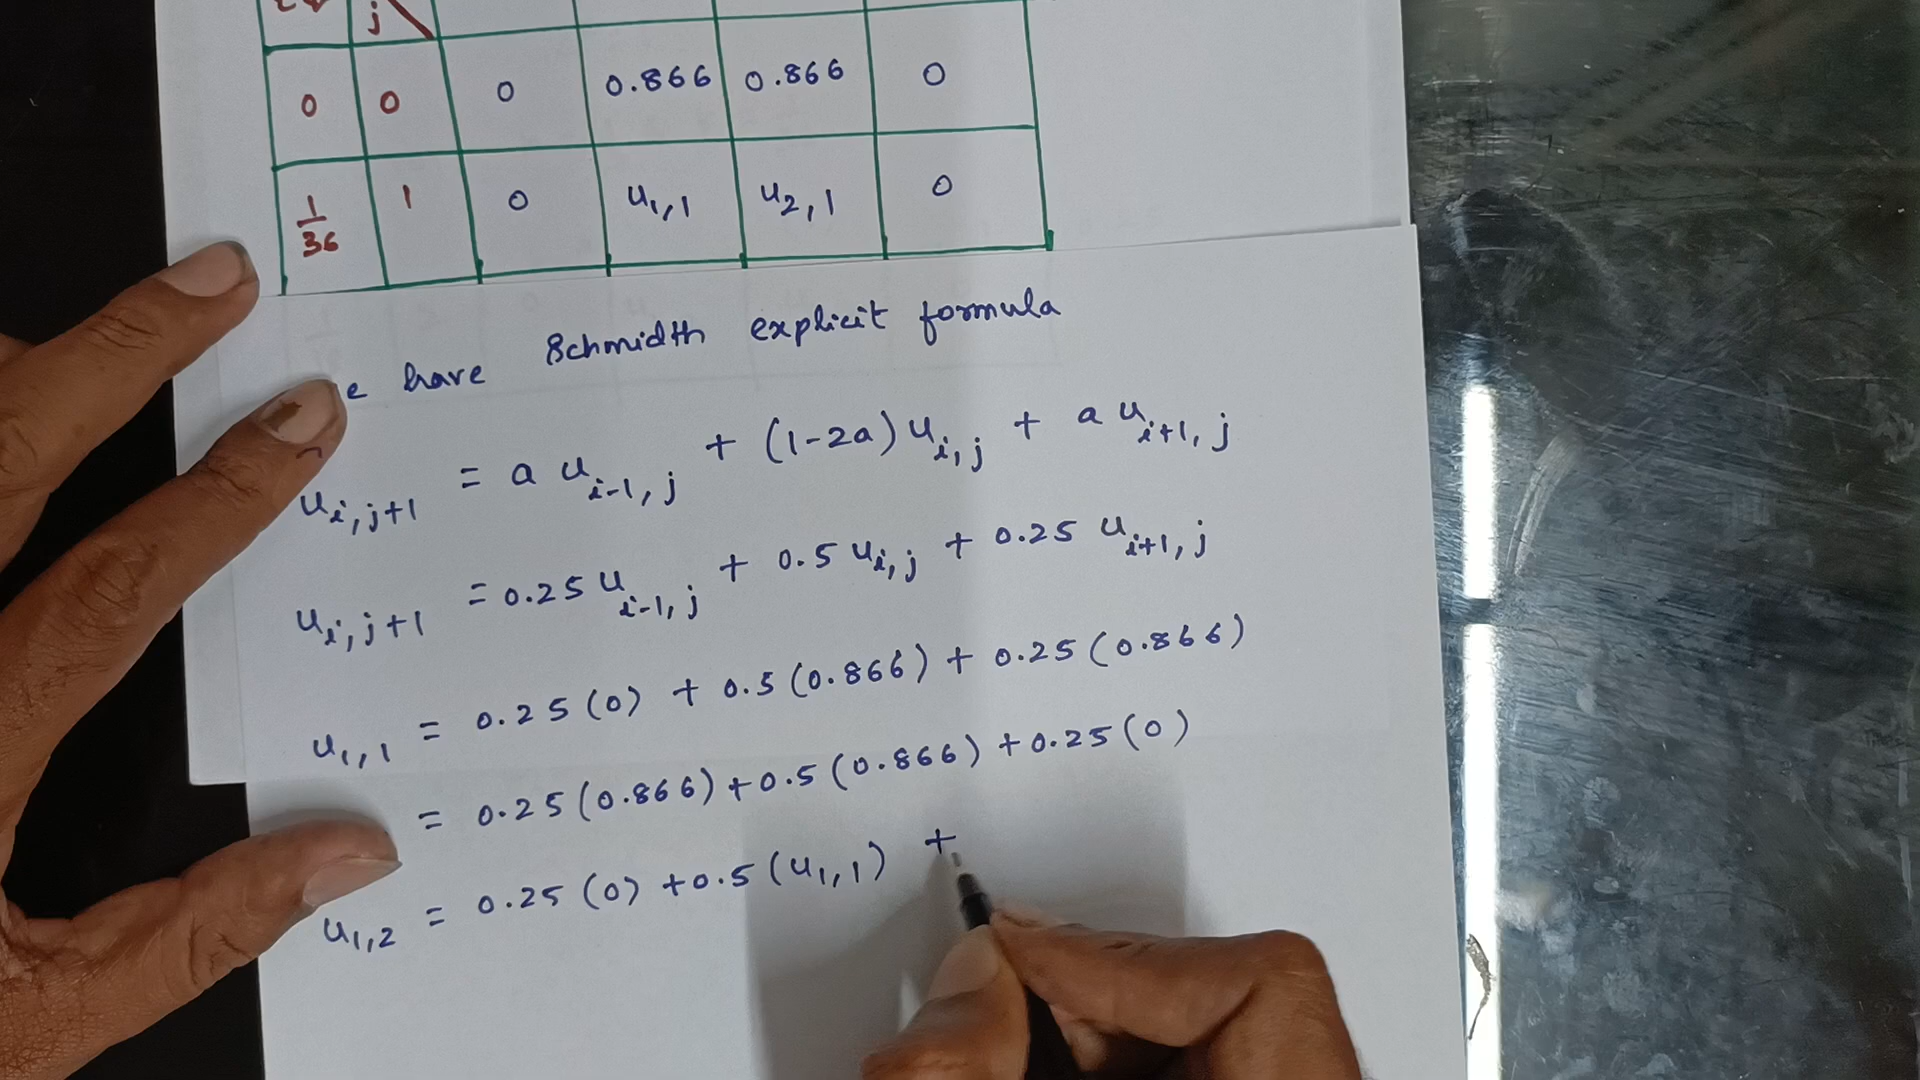 j
0 0 0 0.866 0.866 0
1/36 1 0 u1,1 u2,1 0
e have Schmidth explicit formula
ui,j+1 = a ui-1,j + (1-2a) ui,j + a ui+1,j
ui,j+1 = 0.25 ui-1,j + 0.5 ui,j + 0.25 ui+1,j
u1,1 = 0.25(0) + 0.5(0.866) + 0.25(0.866)
= 0.25(0.866) + 0.5(0.866) + 0.25(0)
u1,2 = 0.25(0) + 0.5(u1,1) +